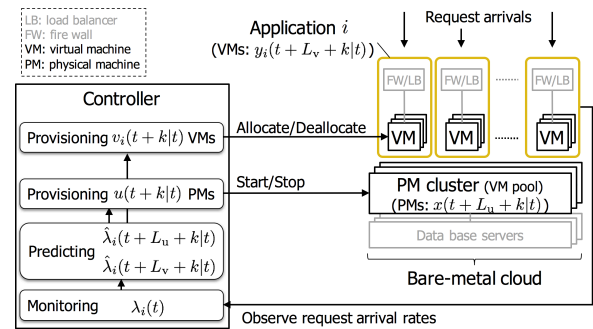 LB: load balancer
FW: fire wall
VM: virtual machine
PM: physical machine
Application i
(VMs: y_i(t + L_v + k|t))
Request arrivals
FW/LB
FW/LB
FW/LB
VM
VM
VM
Controller
Provisioning v_i(t + k|t) VMs
Allocate/Deallocate
Provisioning u(t + k|t) PMs
Start/Stop
PM cluster (VM pool)
(PMs: x(t + L_u + k|t))
Data base servers
Bare-metal cloud
Predicting
λ̂_i(t + L_u + k|t)
λ̂_i(t + L_v + k|t)
Monitoring λ_i(t)
Observe request arrival rates